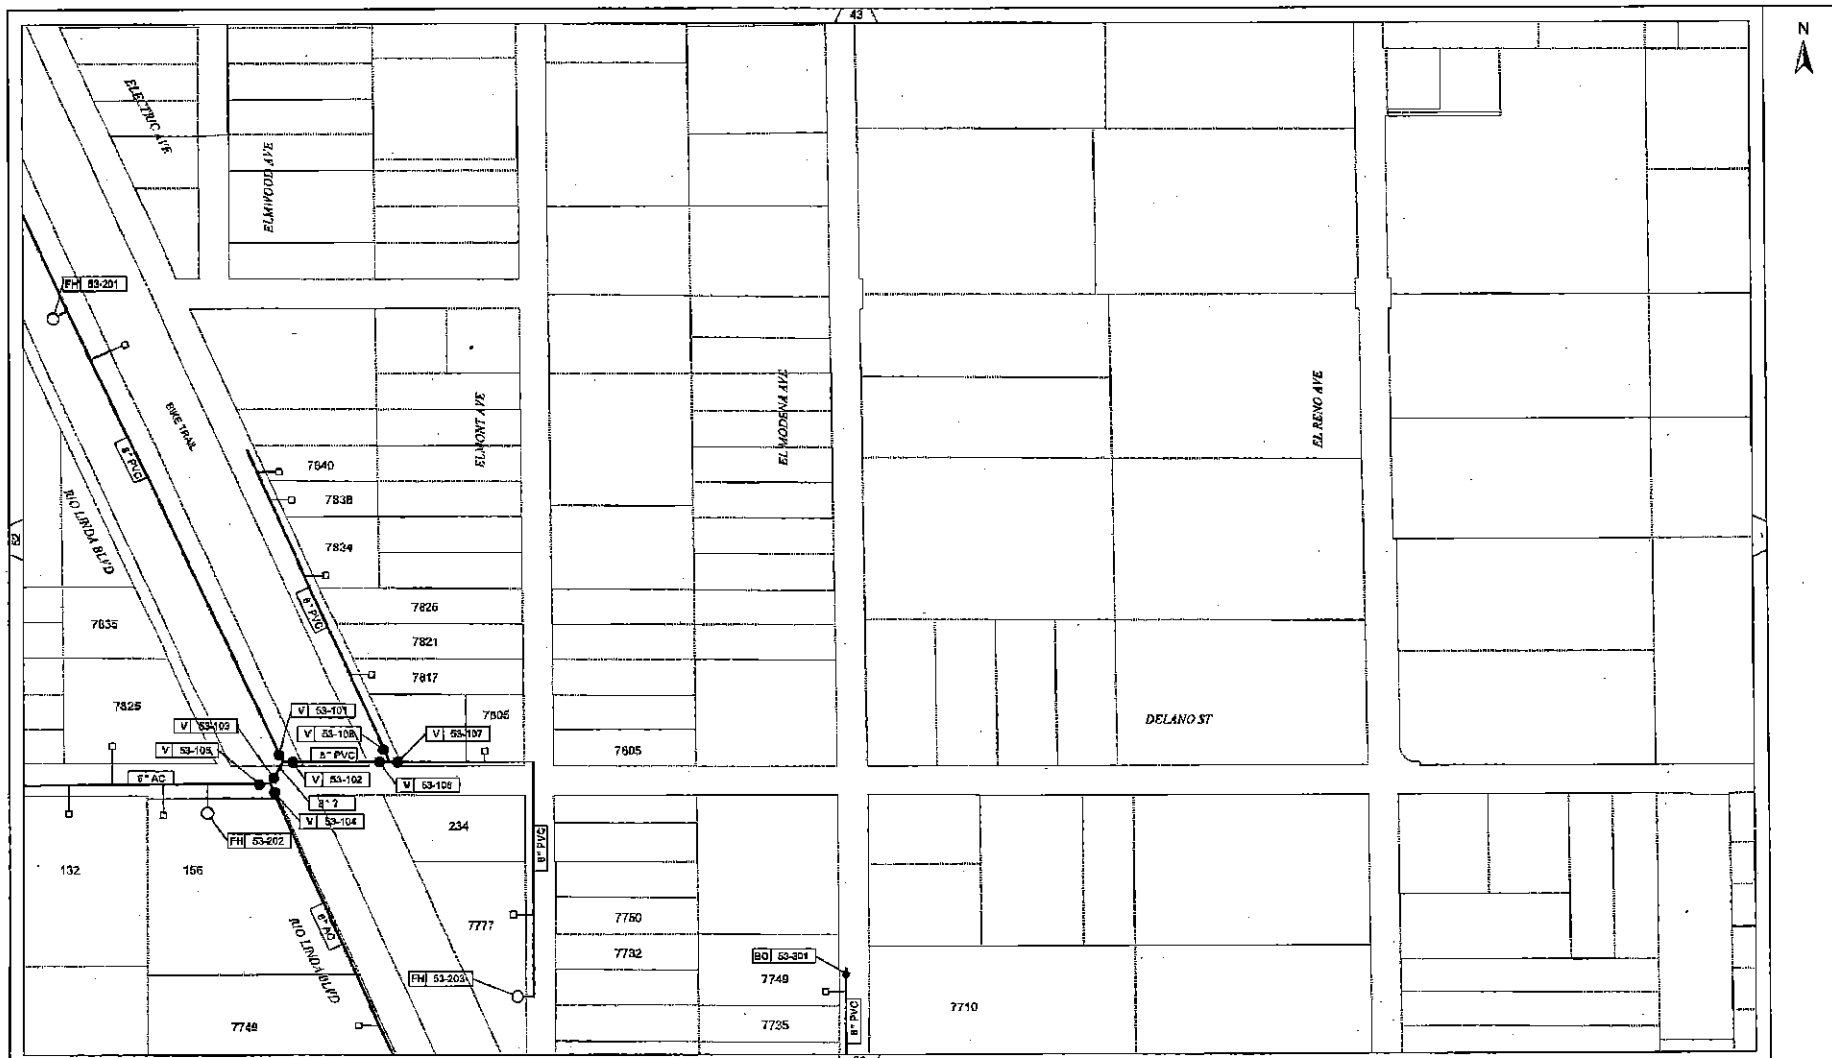 43
N
ELECTRIC AVE
ELMWOOD AVE
FH 53-201
BIKE TRAIL
8" PVC
RIO LINDA BLVD
ELMONT AVE
ELMODENA AVE
EL RENO AVE
7840
7838
7834
52
8" PVC
7826
7835
7821
7817
7825
V 53-101
7805
V 53-103
V 53-107
DELANO ST
V 53-108
V 53-105
8" PVC
7605
6" AC
V 53-102
V 53-106
8" ?
V 53-104
234
FH 53-202
8" PVC
132
156
6" AC
7777
7750
RIO LINDA BLVD
7732
BO 53-301
FH 53-203
7749
7710
8" PVC
7735